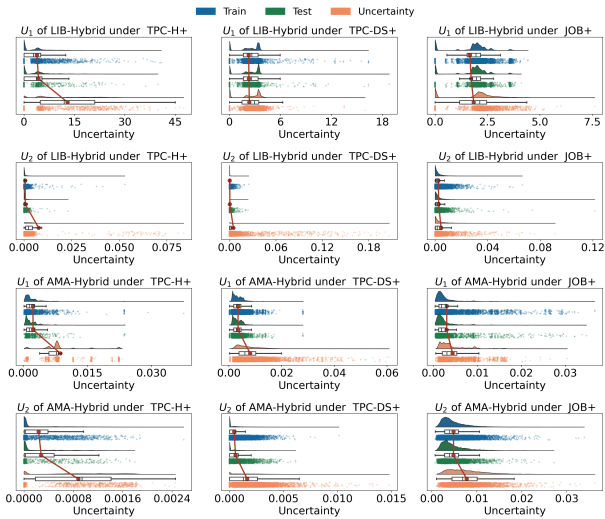 Train Test Uncertainty
U₁ of LIB-Hybrid under TPC-H+
0 15 30 45
Uncertainty
U₁ of LIB-Hybrid under TPC-DS+
0 6 12 18
Uncertainty
U₁ of LIB-Hybrid under JOB+
0.0 2.5 5.0 7.5
Uncertainty
U₂ of LIB-Hybrid under TPC-H+
0.000 0.025 0.050 0.075
Uncertainty
U₂ of LIB-Hybrid under TPC-DS+
0.00 0.06 0.12 0.18
Uncertainty
U₂ of LIB-Hybrid under JOB+
0.00 0.04 0.08 0.12
Uncertainty
U₁ of AMA-Hybrid under TPC-H+
0.000 0.015 0.030
Uncertainty
U₁ of AMA-Hybrid under TPC-DS+
0.00 0.02 0.04 0.06
Uncertainty
U₁ of AMA-Hybrid under JOB+
0.00 0.01 0.02 0.03
Uncertainty
U₂ of AMA-Hybrid under TPC-H+
0.0000 0.0008 0.0016 0.0024
Uncertainty
U₂ of AMA-Hybrid under TPC-DS+
0.000 0.005 0.010 0.015
Uncertainty
U₂ of AMA-Hybrid under JOB+
0.00 0.01 0.02 0.03
Uncertainty